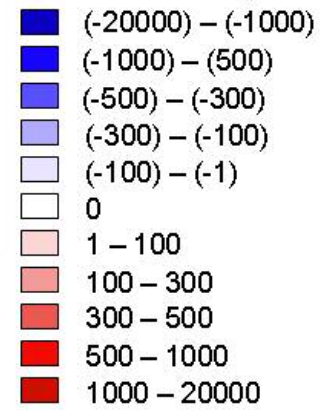 (-20000) – (-1000)
(-1000) – (500)
(-500) – (-300)
(-300) – (-100)
(-100) – (-1)
0
1 – 100
100 – 300
300 – 500
500 – 1000
1000 – 20000